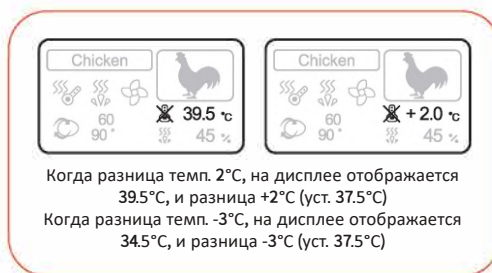 Chicken
60
90°
39.5 °c
45 %
Chicken
60
90°
+2.0 °c
45 %
Когда разница темп. 2°C, на дисплее отображается
39.5°C, и разница +2°C (уст. 37.5°C)
Когда разница темп. -3°C, на дисплее отображается
34.5°C, и разница -3°C (уст. 37.5°C)